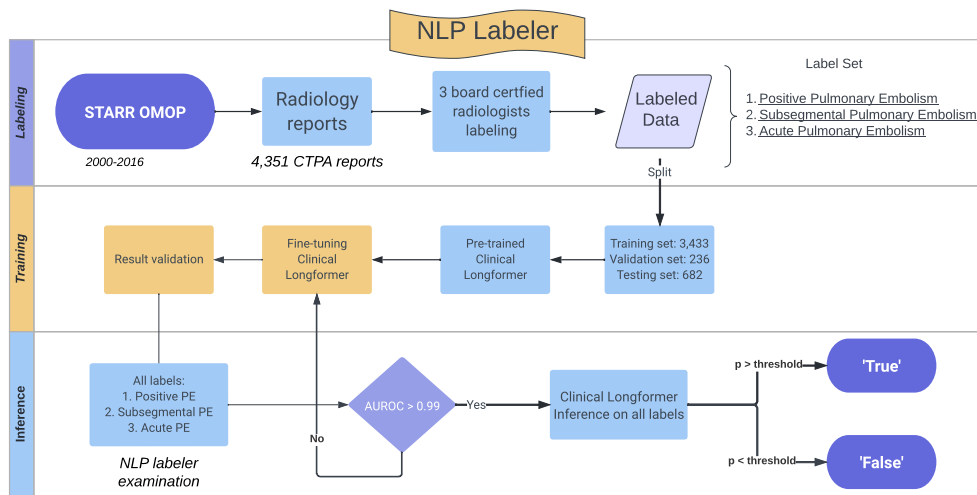 NLP Labeler
Labeling
STARR OMOP
2000-2016
Radiology
reports
4,351 CTPA reports
3 board certfied
radiologists
labeling
Labeled
Data
Label Set
1. Positive Pulmonary Embolism
2. Subsegmental Pulmonary Embolism
3. Acute Pulmonary Embolism
Split
Training
Result validation
Fine-tuning
Clinical
Longformer
Pre-trained
Clinical
Longformer
Training set: 3,433
Validation set: 236
Testing set: 682
Inference
All labels:
1. Positive PE
2. Subsegmental PE
3. Acute PE
NLP labeler
examination
No
AUROC > 0.99
Yes
Clinical Longformer
Inference on all labels
p > threshold
'True'
p < threshold
'False'